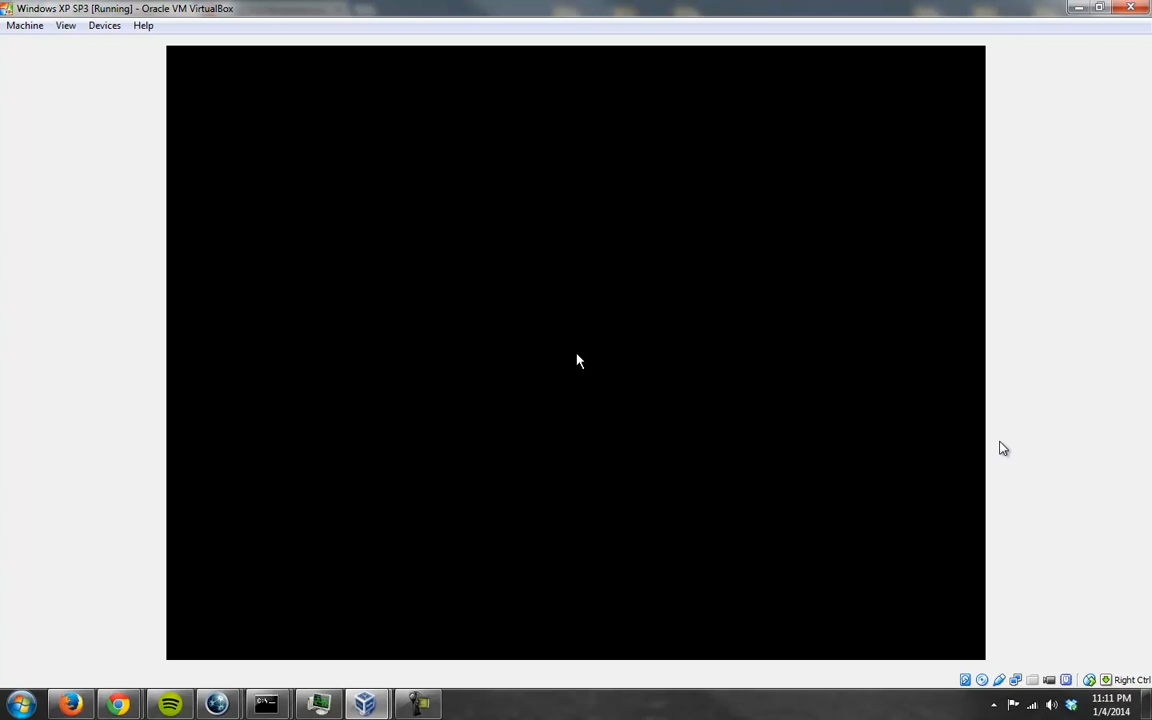 Windows XP SP3 [Running] - Oracle VM VirtualBox
Machine View Devices Help
Right Ctrl
11:11 PM
1/4/2014